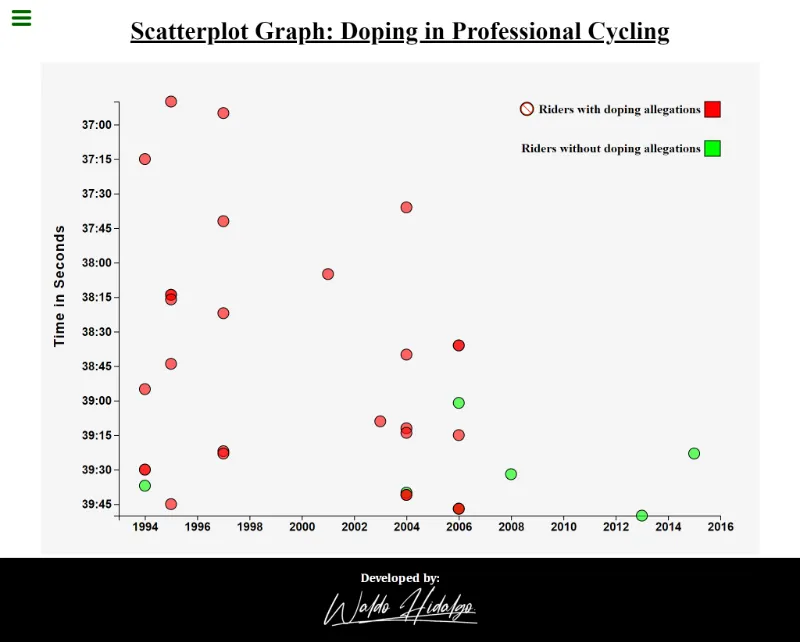 Scatterplot Graph: Doping in Professional Cycling
Riders with doping allegations
Riders without doping allegations
Time in Seconds
37:00
37:15
37:30
37:45
38:00
38:15
38:30
38:45
39:00
39:15
39:30
39:45
1994 1996 1998 2000 2002 2004 2006 2008 2010 2012 2014 2016
Developed by:
Waldo Hidalgo